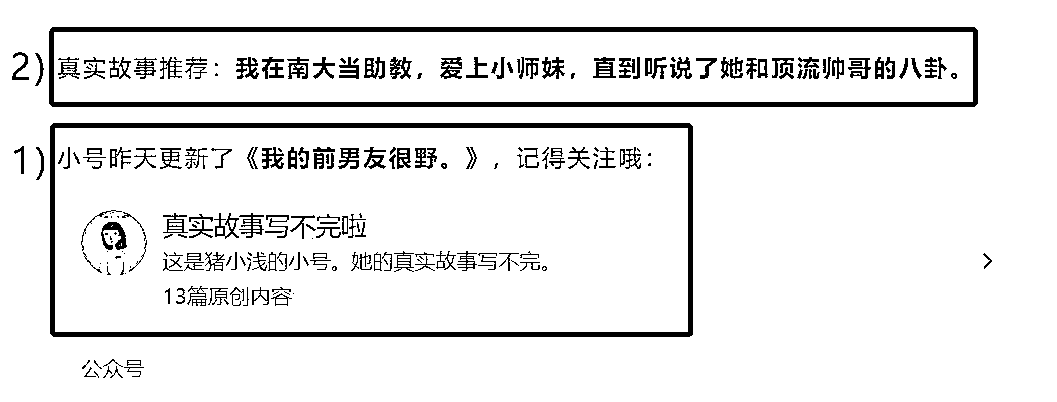 2) 真实故事推荐：我在南大当助教，爱上小师妹，直到听说了她和顶流帅哥的八卦。
1) 小号昨天更新了《我的前男友很野。》，记得关注哦：
真实故事写不完啦
这是猪小浅的小号。她的真实故事写不完。
13篇原创内容
公众号